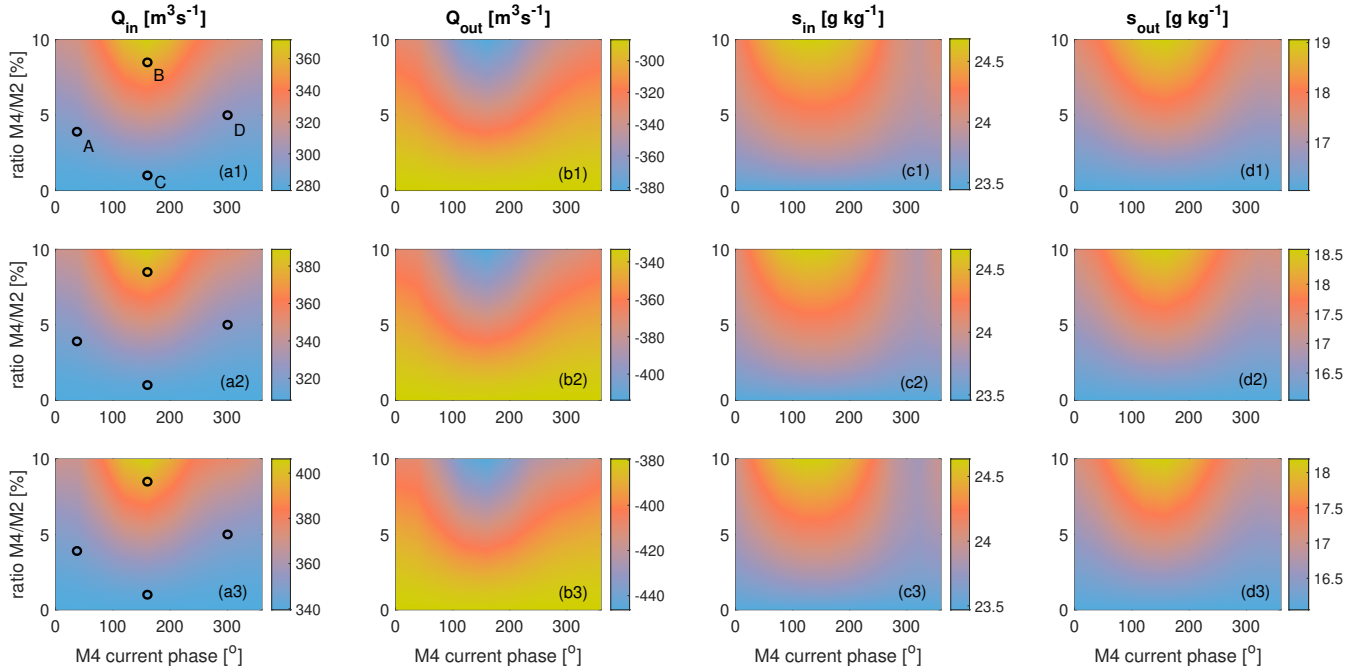 Q_in [m^3s^-1] Q_out [m^3s^-1] s_in [g kg^-1] s_out [g kg^-1]
ratio M4/M2 [%]
10
5
0
0 100 200 300
A
B
C
D
(a1)
360
340
320
300
280
10
5
0
0 100 200 300
(b1)
-300
-320
-340
-360
-380
10
5
0
0 100 200 300
(c1)
24.5
24
23.5
10
5
0
0 100 200 300
(d1)
19
18
17
ratio M4/M2 [%]
10
5
0
0 100 200 300
(a2)
380
360
340
320
10
5
0
0 100 200 300
(b2)
-340
-360
-380
-400
10
5
0
0 100 200 300
(c2)
24.5
24
23.5
10
5
0
0 100 200 300
(d2)
18.5
18
17.5
17
16.5
ratio M4/M2 [%]
10
5
0
0 100 200 300
M4 current phase [°]
(a3)
400
380
360
340
10
5
0
0 100 200 300
M4 current phase [°]
(b3)
-380
-400
-420
-440
10
5
0
0 100 200 300
M4 current phase [°]
(c3)
24.5
24
23.5
10
5
0
0 100 200 300
M4 current phase [°]
(d3)
18
17.5
17
16.5